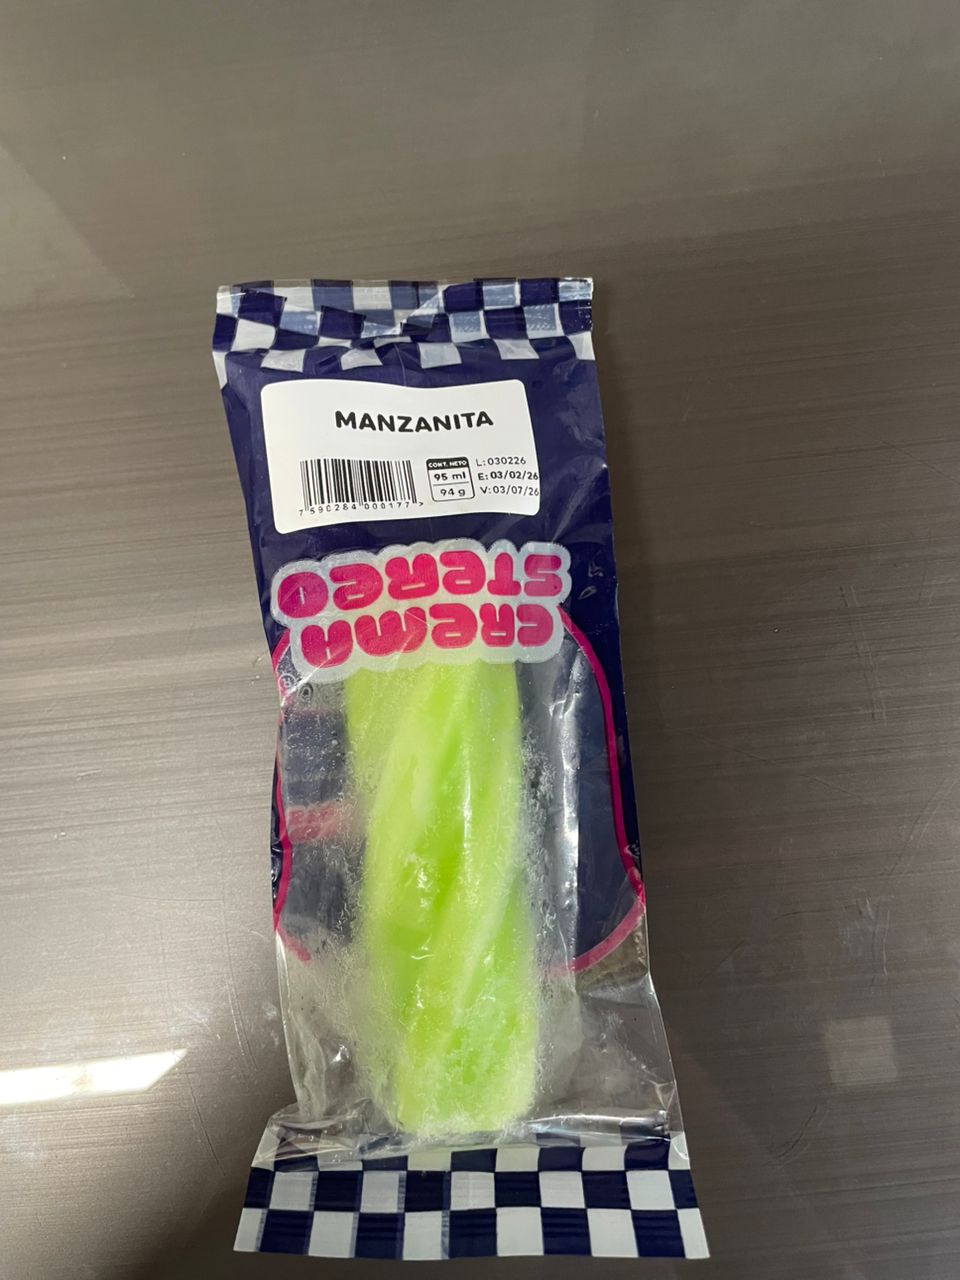 MANZANITA
7 590284 000177 >
CONT. NETO
95 ml
94 g
L:030226
E:03/02/26
V:03/07/26
CREMA
STEREO